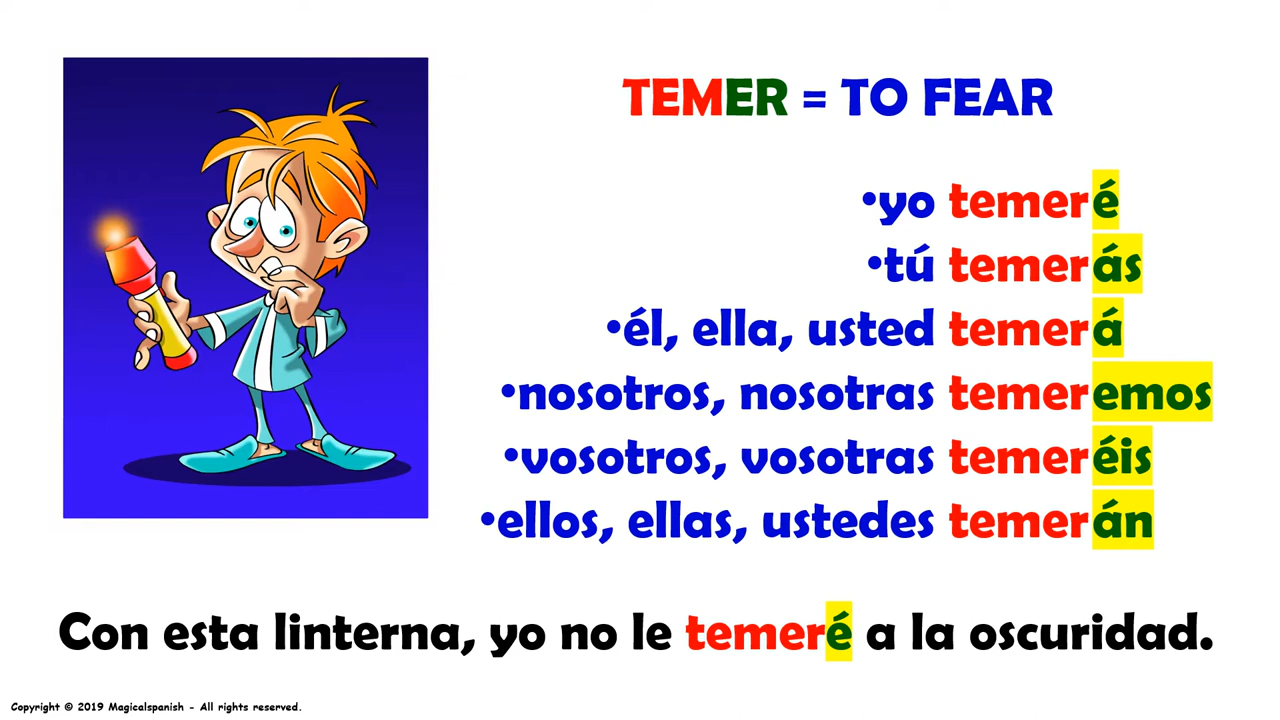 TEMER = TO FEAR
•yo temeré
•tú temerás
•él, ella, usted temerá
•nosotros, nosotras temeremos
•vosotros, vosotras temeréis
•ellos, ellas, ustedes temerán
Con esta linterna, yo no le temeré a la oscuridad.
Copyright © 2019 Magicalspanish - All rights reserved.